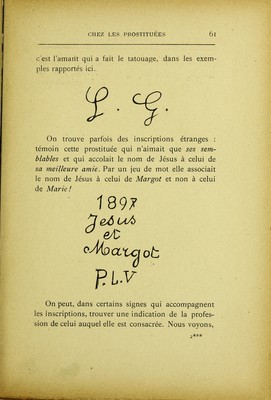 CHEZ LES PROSTITUÉES 61
c'est l'amant qui a fait le tatouage, dans les exem-
ples rapportés ici.
L. G.
On trouve parfois des inscriptions étranges :
témoin cette prostituée qui n'aimait que ses sem-
blables et qui accolait le nom de Jésus à celui de
sa meilleure amie. Par un jeu de mot elle associait
le nom de Jésus à celui de Margot et non à celui
de Marie !
1897
Jesus
et
Margot
P.L.V
On peut, dans certains signes qui accompagnent
les inscriptions, trouver une indication de la profes-
sion de celui auquel elle est consacrée. Nous voyons,
2***